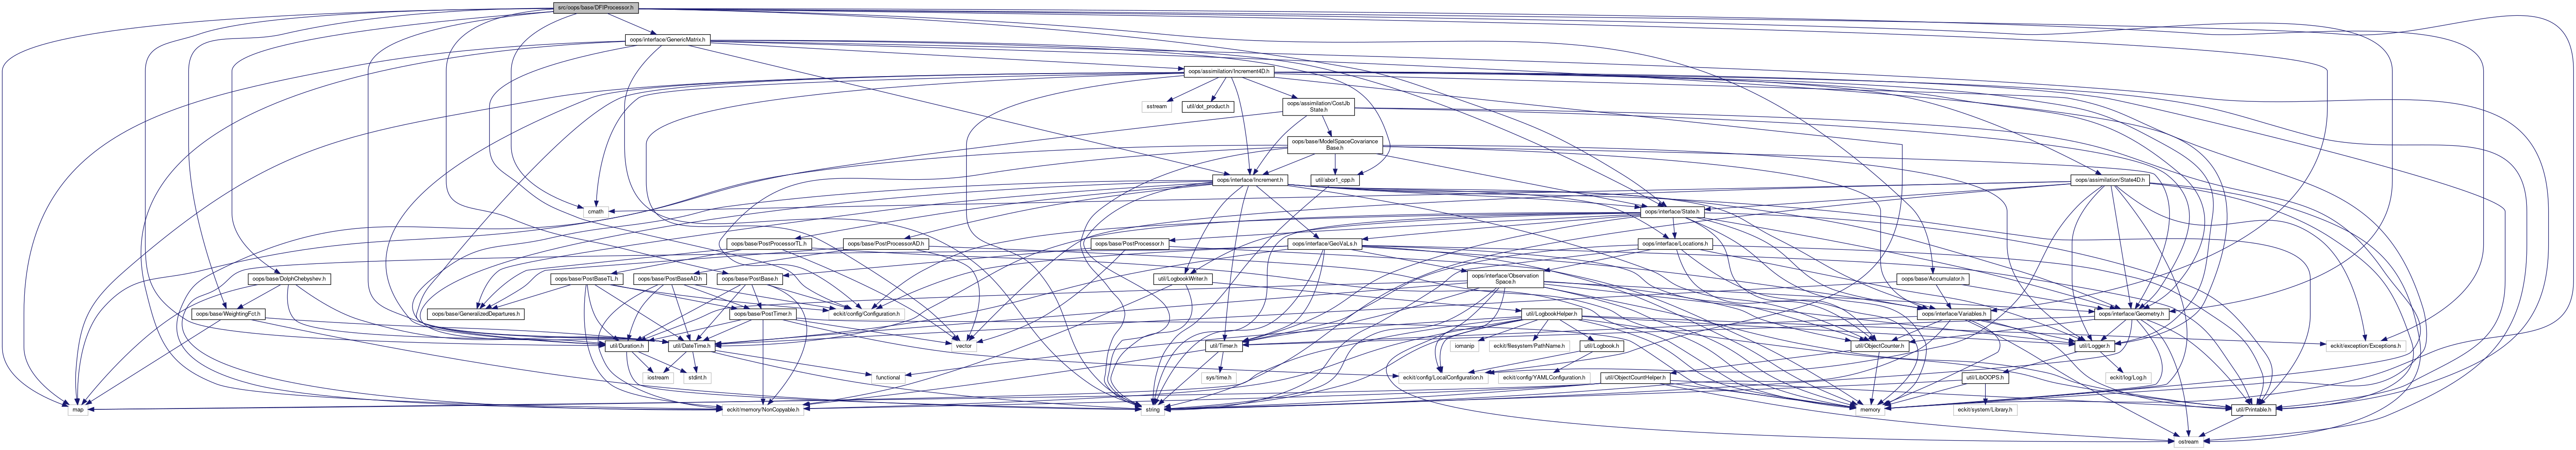 src/oops/base/DFIProcessor.h
oops/interface/GenericMatrix.h
oops/assimilation/Increment4D.h
sstream
util/dot_product.h
oops/assimilation/CostJb
State.h
oops/base/ModelSpaceCovariance
Base.h
oops/interface/Increment.h
util/abor1_cpp.h
oops/assimilation/State4D.h
cmath
oops/interface/State.h
oops/base/PostProcessorTL.h
oops/base/PostProcessorAD.h
oops/base/PostProcessor.h
oops/interface/GeoVaLs.h
oops/interface/Locations.h
oops/base/DolphChebyshev.h
oops/base/PostBaseTL.h
oops/base/PostBaseAD.h
oops/base/PostBase.h
util/LogbookWriter.h
oops/interface/Observation
Space.h
oops/base/Accumulator.h
oops/base/WeightingFct.h
oops/base/GeneralizedDepartures.h
oops/base/PostTimer.h
eckit/config/Configuration.h
util/LogbookHelper.h
oops/interface/Variables.h
oops/interface/Geometry.h
util/Duration.h
util/DateTime.h
vector
util/Timer.h
iomanip
eckit/filesystem/PathName.h
util/Logbook.h
util/ObjectCounter.h
util/Logger.h
eckit/exception/Exceptions.h
iostream
stdint.h
functional
sys/time.h
eckit/config/LocalConfiguration.h
eckit/config/YAMLConfiguration.h
util/ObjectCountHelper.h
util/LibOOPS.h
eckit/log/Log.h
map
eckit/memory/NonCopyable.h
string
memory
eckit/system/Library.h
util/Printable.h
ostream